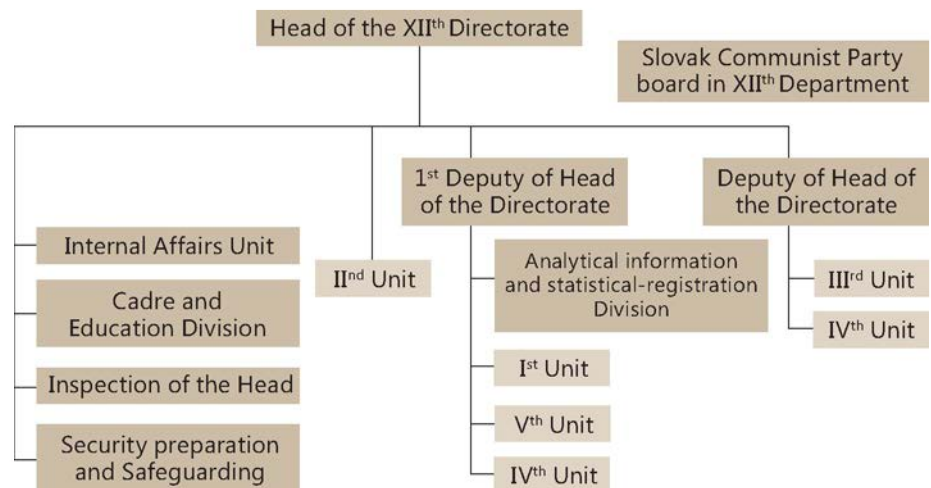 Head of the XIIth Directorate
Slovak Communist Party
board in XIIth Department
1st Deputy of Head
of the Directorate
Deputy of Head of
the Directorate
Internal Affairs Unit
Cadre and
Education Division
Inspection of the Head
Security preparation
and Safeguarding
IInd Unit
Analytical information
and statistical-registration
Division
Ist Unit
Vth Unit
IVth Unit
IIIrd Unit
IVth Unit